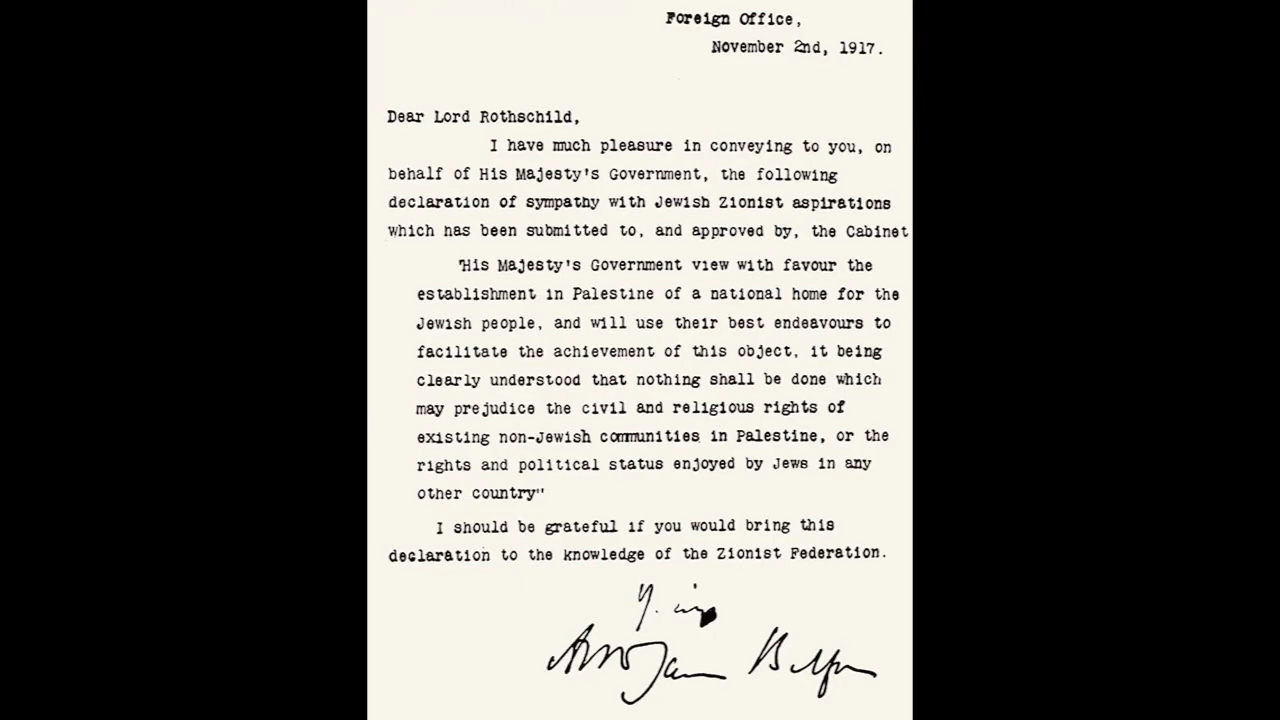 Foreign Office,
November 2nd, 1917.
Dear Lord Rothschild,
I have much pleasure in conveying to you, on
behalf of His Majesty's Government, the following
declaration of sympathy with Jewish Zionist aspirations
which has been submitted to, and approved by, the Cabinet
"His Majesty's Government view with favour the
establishment in Palestine of a national home for the
Jewish people, and will use their best endeavours to
facilitate the achievement of this object, it being
clearly understood that nothing shall be done which
may prejudice the civil and religious rights of
existing non-Jewish communities in Palestine, or the
rights and political status enjoyed by Jews in any
other country"
I should be grateful if you would bring this
declaration to the knowledge of the Zionist Federation.
Arthur James Balfour